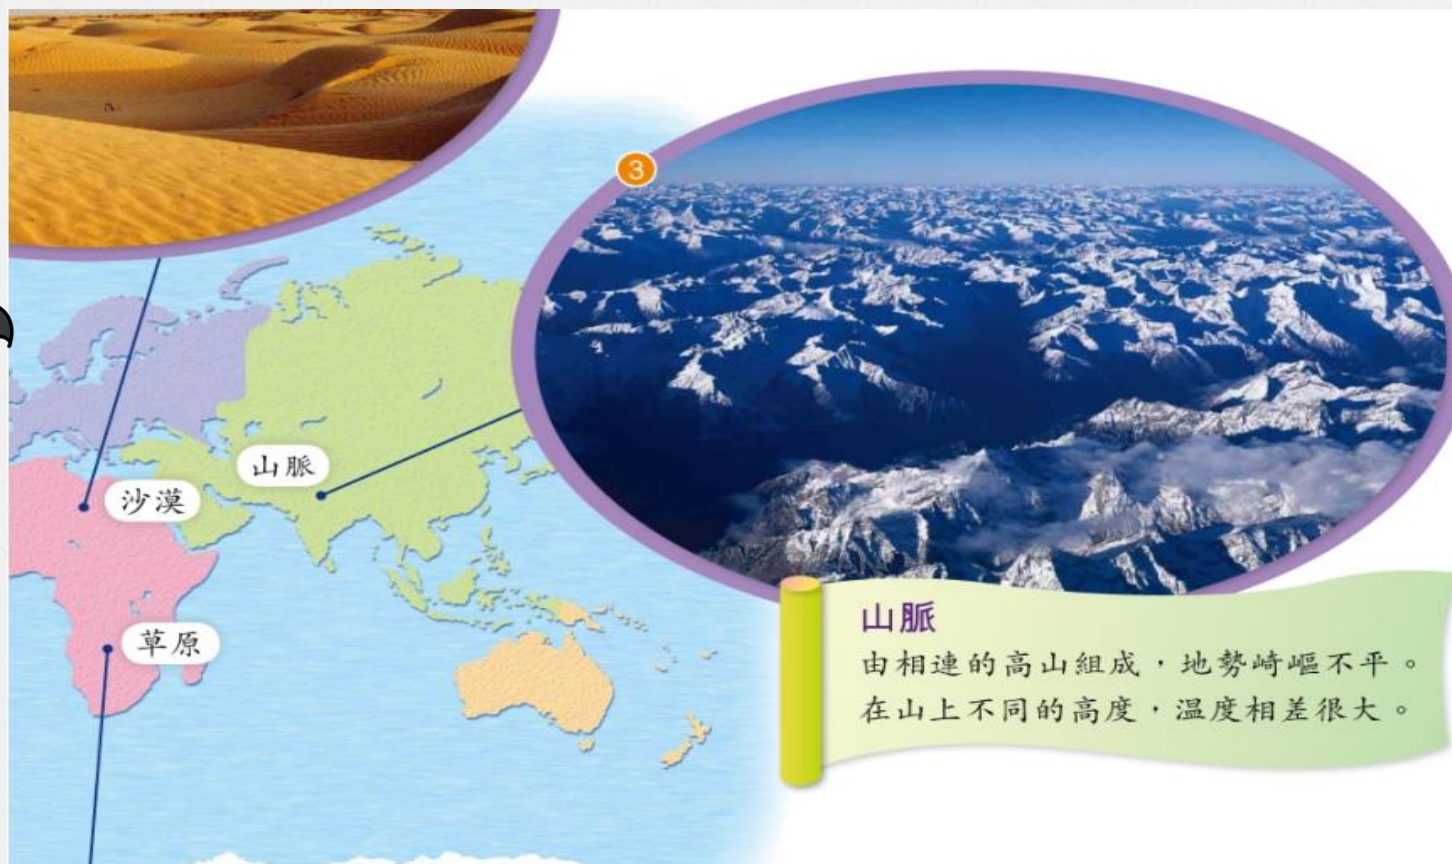 3
山脈
沙漠
草原
山脈
由相連的高山組成，地勢崎嶇不平。
在山上不同的高度，溫度相差很大。